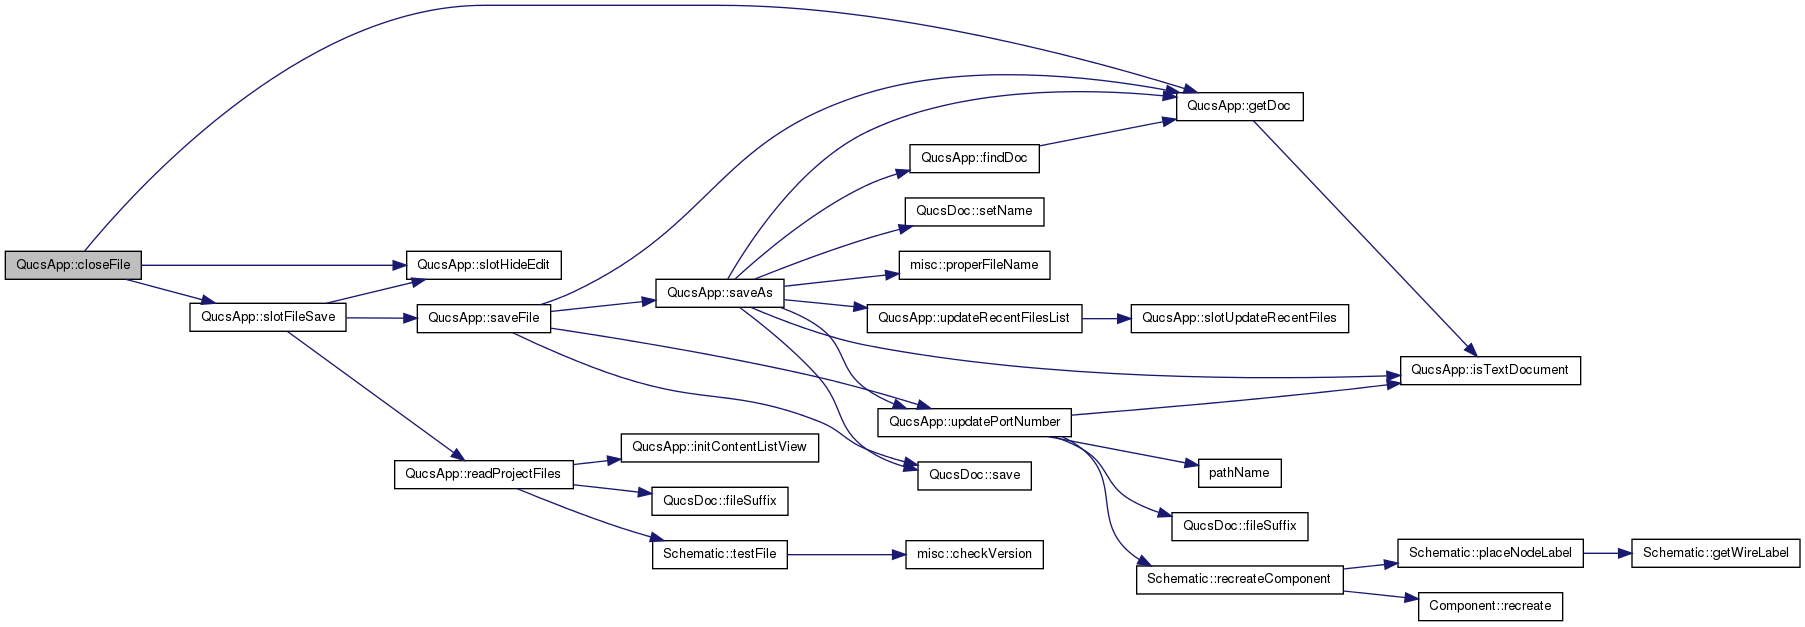 QucsApp::closeFile
QucsApp::slotHideEdit
QucsApp::slotFileSave
QucsApp::saveFile
QucsApp::readProjectFiles
QucsApp::initContentListView
QucsDoc::fileSuffix
Schematic::testFile
misc::checkVersion
QucsApp::saveAs
QucsApp::getDoc
QucsApp::findDoc
QucsDoc::setName
misc::properFileName
QucsApp::updateRecentFilesList
QucsApp::slotUpdateRecentFiles
QucsApp::isTextDocument
QucsApp::updatePortNumber
QucsDoc::save
pathName
QucsDoc::fileSuffix
Schematic::recreateComponent
Schematic::placeNodeLabel
Schematic::getWireLabel
Component::recreate